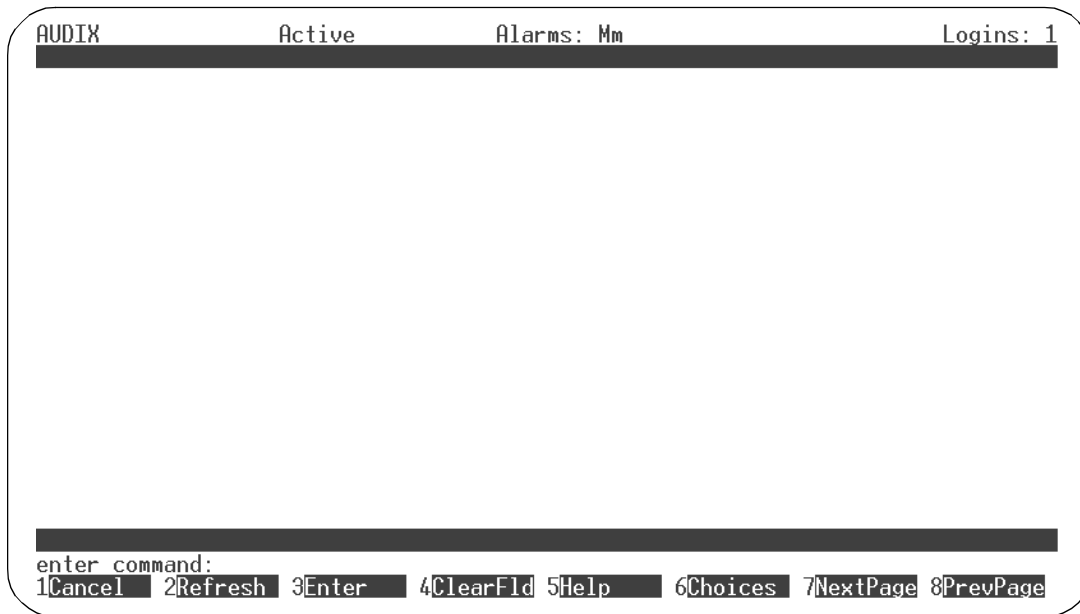 AUDIX Active Alarms: Mm Logins: 1
enter command:
1Cancel 2Refresh 3Enter 4ClearFld 5Help 6Choices 7NextPage 8PrevPage